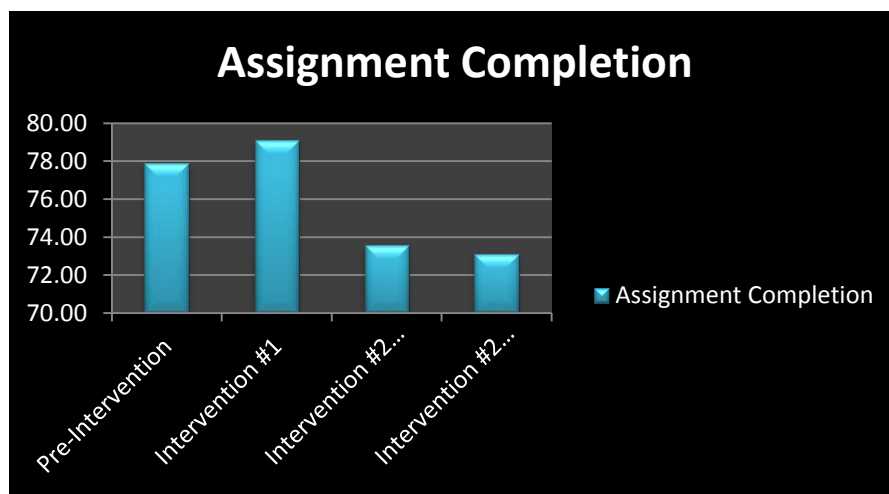 Assignment Completion
80.00
78.00
76.00
74.00
72.00
70.00
Pre-Intervention
Intervention #1
Intervention #2...
Intervention #2...
Assignment Completion